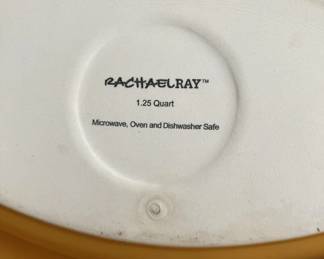 RACHAELRAY™
1.25 Quart
Microwave, Oven and Dishwasher Safe